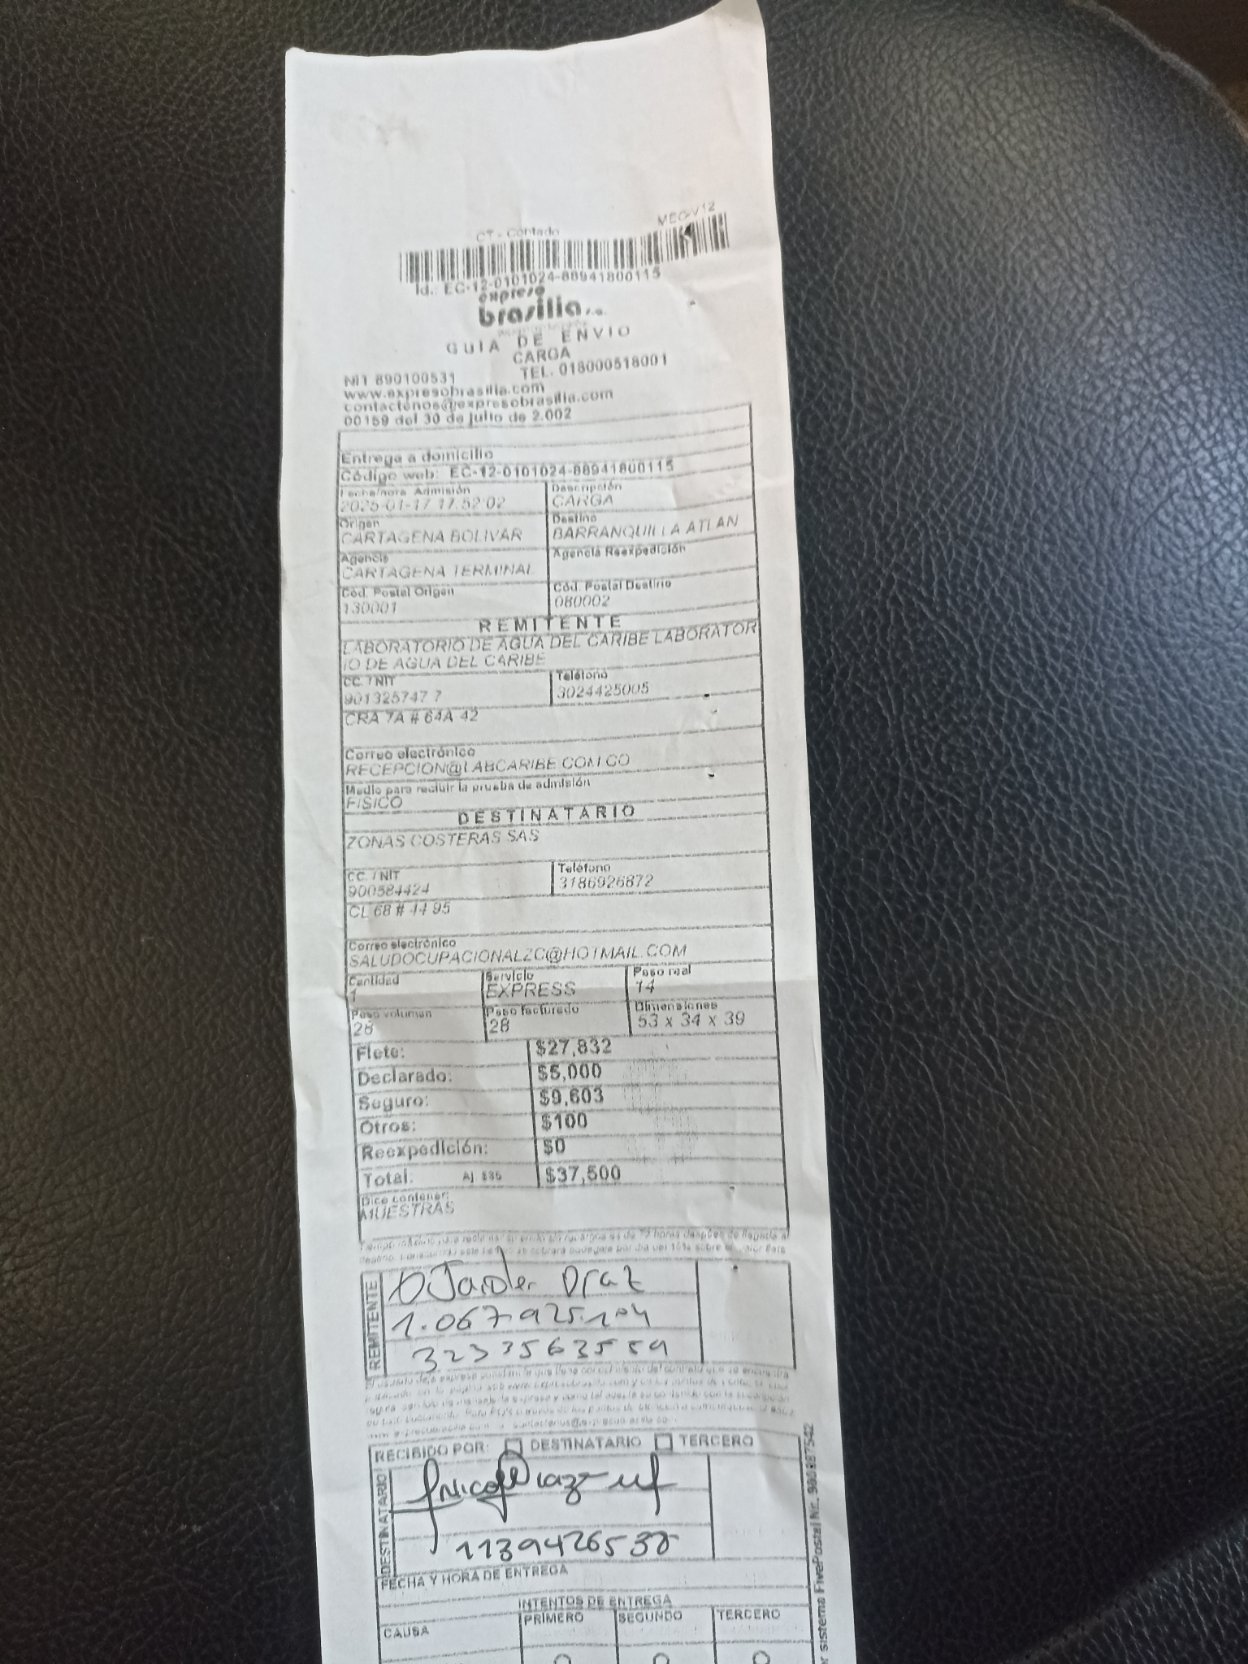 CT - Contado MEG-V12
Id.: EC-12-0101024-88941800115
expreso
brasilia s.a.
GUIA DE ENVIO
CARGA
NIT 890100531 TEL. 018000518001
www.expresobrasilia.com
contactenos@expresobrasilia.com
00159 del 30 de julio de 2.002
Entrega a domicilio
Código web: EC-12-0101024-88941800115
Fecha/hora Admisión Descripción
2025-01-17 17:52:02 CARGA
Origen Destino
CARTAGENA BOLIVAR BARRANQUILLA ATLAN
Agencia Agencia Reexpedición
CARTAGENA TERMINAL
Cód. Postal Origen Cód. Postal Destino
130001 080002
REMITENTE
LABORATORIO DE AGUA DEL CARIBE LABORATOR
IO DE AGUA DEL CARIBE
CC. / NIT Teléfono
901325747 7 3024425005
CRA 7A # 64A 42
Correo electrónico
RECEPCION@LABCARIBE.COM.CO
Medio para recibir la prueba de admisión
FISICO
DESTINATARIO
ZONAS COSTERAS SAS
CC. / NIT Teléfono
900584424 3186926872
CL 68 # 44 95
Correo electrónico
SALUDOCUPACIONALZC@HOTMAIL.COM
Cantidad Servicio Peso real
1 EXPRESS 14
Peso volumen Peso facturado Dimensiones
28 28 53 x 34 x 39
Flete: $27,832
Declarado: $5,000
Seguro: $9,603
Otros: $100
Reexpedición: $0
Total: $37,500
Dice contener:
MUESTRAS
REMITENTE
1.067.925.104
3233563559
RECIBIDO POR: DESTINATARIO TERCERO
DESTINATARIO
1139426538
FECHA Y HORA DE ENTREGA
INTENTOS DE ENTREGA
CAUSA PRIMERO SEGUNDO TERCERO
sistema FivePostal Nit.